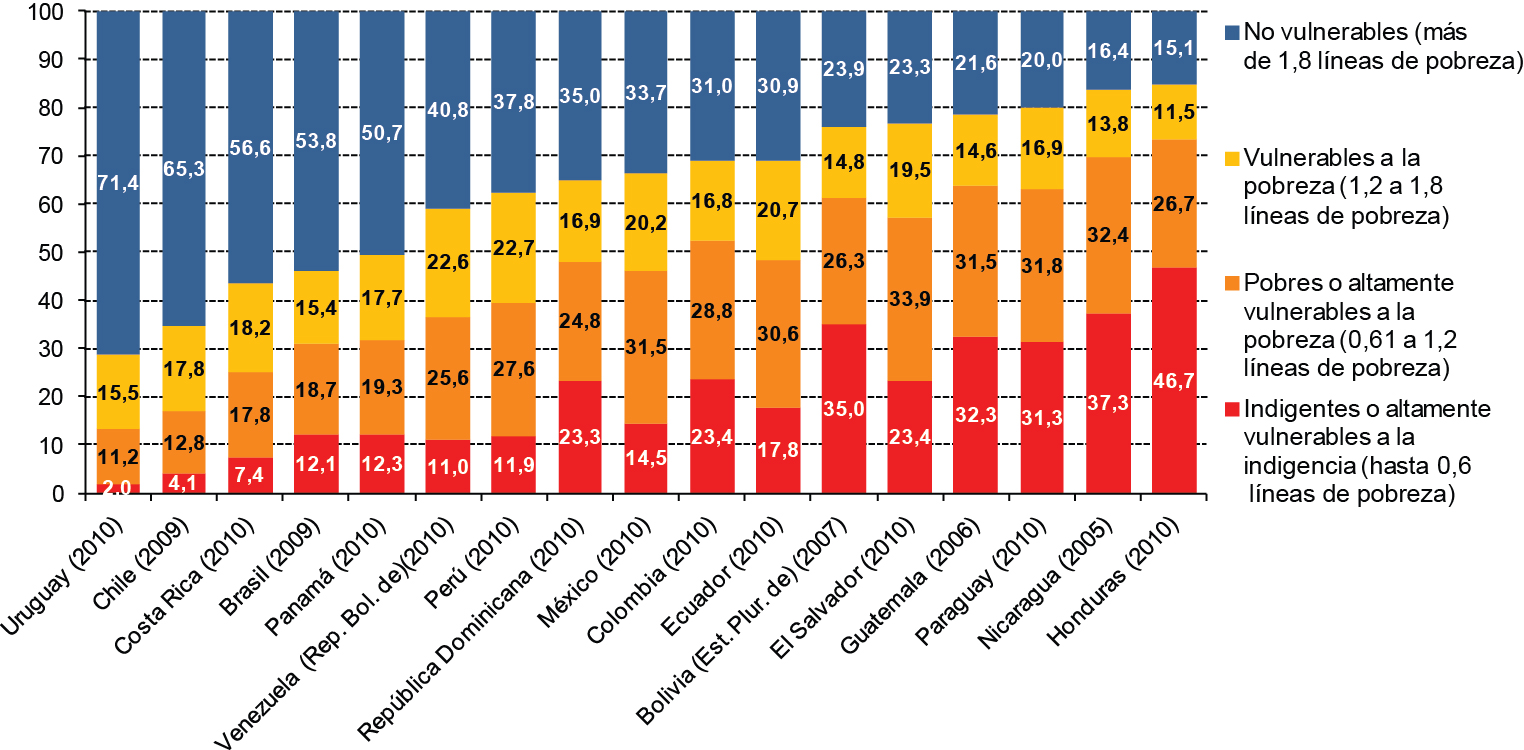 100
90
80
70
60
50
40
30
20
10
0
71,4
15,5
11,2
2,0
65,3
17,8
12,8
4,1
56,6
18,2
17,8
7,4
53,8
15,4
18,7
12,1
50,7
17,7
19,3
12,3
40,8
22,6
25,6
11,0
37,8
22,7
27,6
11,9
35,0
16,9
24,8
23,3
33,7
20,2
31,5
14,5
31,0
16,8
28,8
23,4
30,9
20,7
30,6
17,8
23,9
14,8
26,3
35,0
23,3
19,5
33,9
23,4
21,6
14,6
31,5
32,3
20,0
16,9
31,8
31,3
16,4
13,8
32,4
37,3
15,1
11,5
26,7
46,7
Uruguay (2010)
Chile (2009)
Costa Rica (2010)
Brasil (2009)
Panamá (2010)
Venezuela (Rep. Bol. de)(2010)
Perú (2010)
República Dominicana (2010)
México (2010)
Colombia (2010)
Ecuador (2010)
Bolivia (Est. Plur. de) (2007)
El Salvador (2010)
Guatemala (2006)
Paraguay (2010)
Nicaragua (2005)
Honduras (2010)
No vulnerables (más
de 1,8 líneas de pobreza)
Vulnerables a la
pobreza (1,2 a 1,8
líneas de pobreza)
Pobres o altamente
vulnerables a la
pobreza (0,61 a 1,2
líneas de pobreza)
Indigentes o altamente
vulnerables a la
indigencia (hasta 0,6
líneas de pobreza)